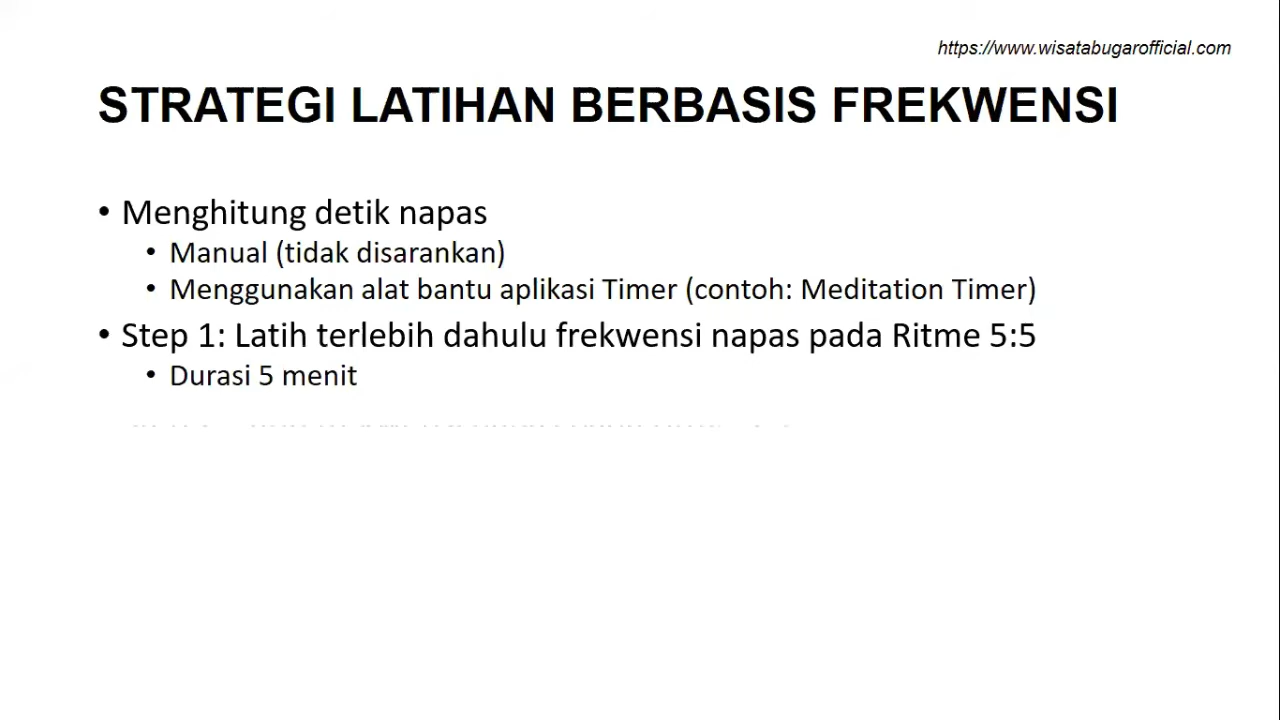 https://www.wisatabugarofficial.com
STRATEGI LATIHAN BERBASIS FREKWENSI
• Menghitung detik napas
• Manual (tidak disarankan)
• Menggunakan alat bantu aplikasi Timer (contoh: Meditation Timer)
• Step 1: Latih terlebih dahulu frekwensi napas pada Ritme 5:5
• Durasi 5 menit